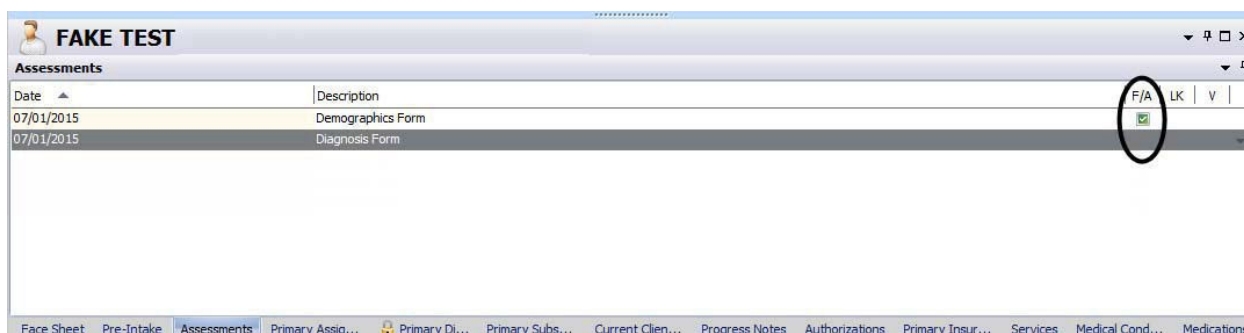 FAKE TEST
Assessments
Date Description F/A LK V
07/01/2015 Demographics Form
07/01/2015 Diagnosis Form
Face Sheet Pre-Intake Assessments Primary Assig... Primary Di... Primary Subs... Current Clien... Progress Notes Authorizations Primary Insur... Services Medical Cond... Medication